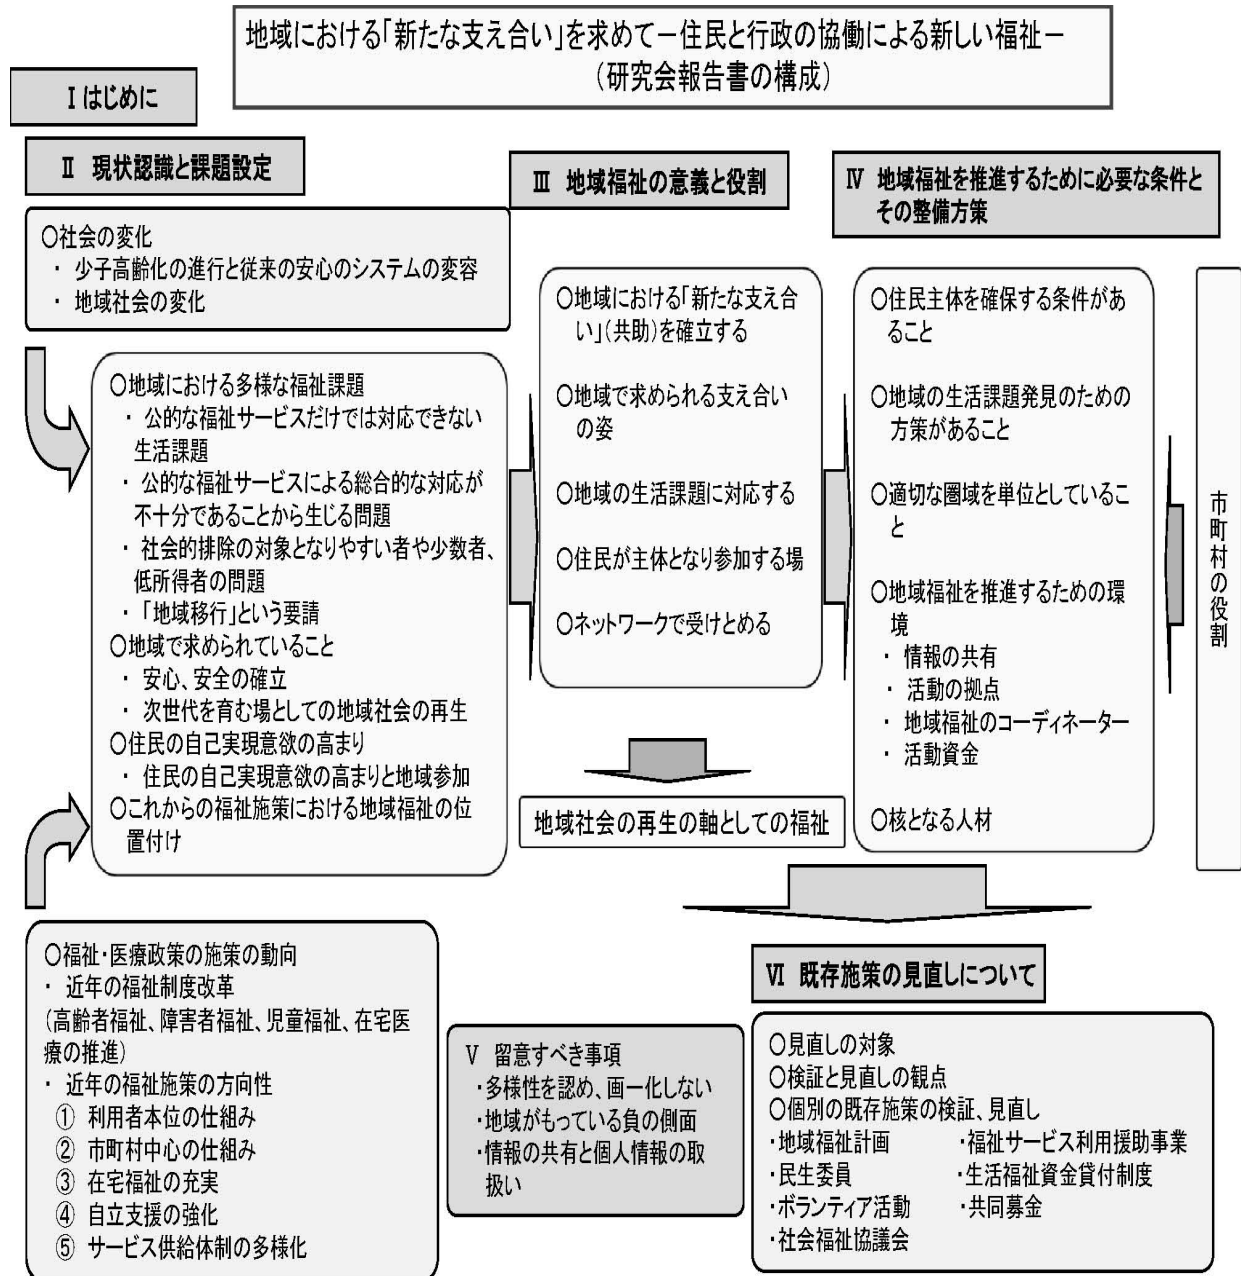 地域における「新たな支え合い」を求めて－住民と行政の協働による新しい福祉－
（研究会報告書の構成）
Ⅰはじめに
Ⅱ 現状認識と課題設定
○社会の変化
・ 少子高齢化の進行と従来の安心のシステムの変容
・ 地域社会の変化
○地域における多様な福祉課題
・ 公的な福祉サービスだけでは対応できない
生活課題
・ 公的な福祉サービスによる総合的な対応が
不十分であることから生じる問題
・ 社会的排除の対象となりやすい者や少数者、
低所得者の問題
・ 「地域移行」という要請
○地域で求められていること
・ 安心、安全の確立
・ 次世代を育む場としての地域社会の再生
○住民の自己実現意欲の高まり
・ 住民の自己実現意欲の高まりと地域参加
○これからの福祉施策における地域福祉の位
置付け
○福祉・医療政策の施策の動向
・ 近年の福祉制度改革
（高齢者福祉、障害者福祉、児童福祉、在宅医
療の推進）
・ 近年の福祉施策の方向性
① 利用者本位の仕組み
② 市町村中心の仕組み
③ 在宅福祉の充実
④ 自立支援の強化
⑤ サービス供給体制の多様化
Ⅲ 地域福祉の意義と役割
○地域における「新たな支え合
い」（共助）を確立する
○地域で求められる支え合い
の姿
○地域の生活課題に対応する
○住民が主体となり参加する場
○ネットワークで受けとめる
地域社会の再生の軸としての福祉
Ⅳ 地域福祉を推進するために必要な条件と
その整備方策
○住民主体を確保する条件があ
ること
○地域の生活課題発見のための
方策があること
○適切な圏域を単位としているこ
と
○地域福祉を推進するための環
境
・ 情報の共有
・ 活動の拠点
・ 地域福祉のコーディネーター
・ 活動資金
○核となる人材
市町村の役割
Ⅴ 留意すべき事項
・多様性を認め、画一化しない
・地域がもっている負の側面
・情報の共有と個人情報の取
扱い
Ⅵ 既存施策の見直しについて
○見直しの対象
○検証と見直しの観点
○個別の既存施策の検証、見直し
・地域福祉計画 ・福祉サービス利用援助事業
・民生委員 ・生活福祉資金貸付制度
・ボランティア活動 ・共同募金
・社会福祉協議会